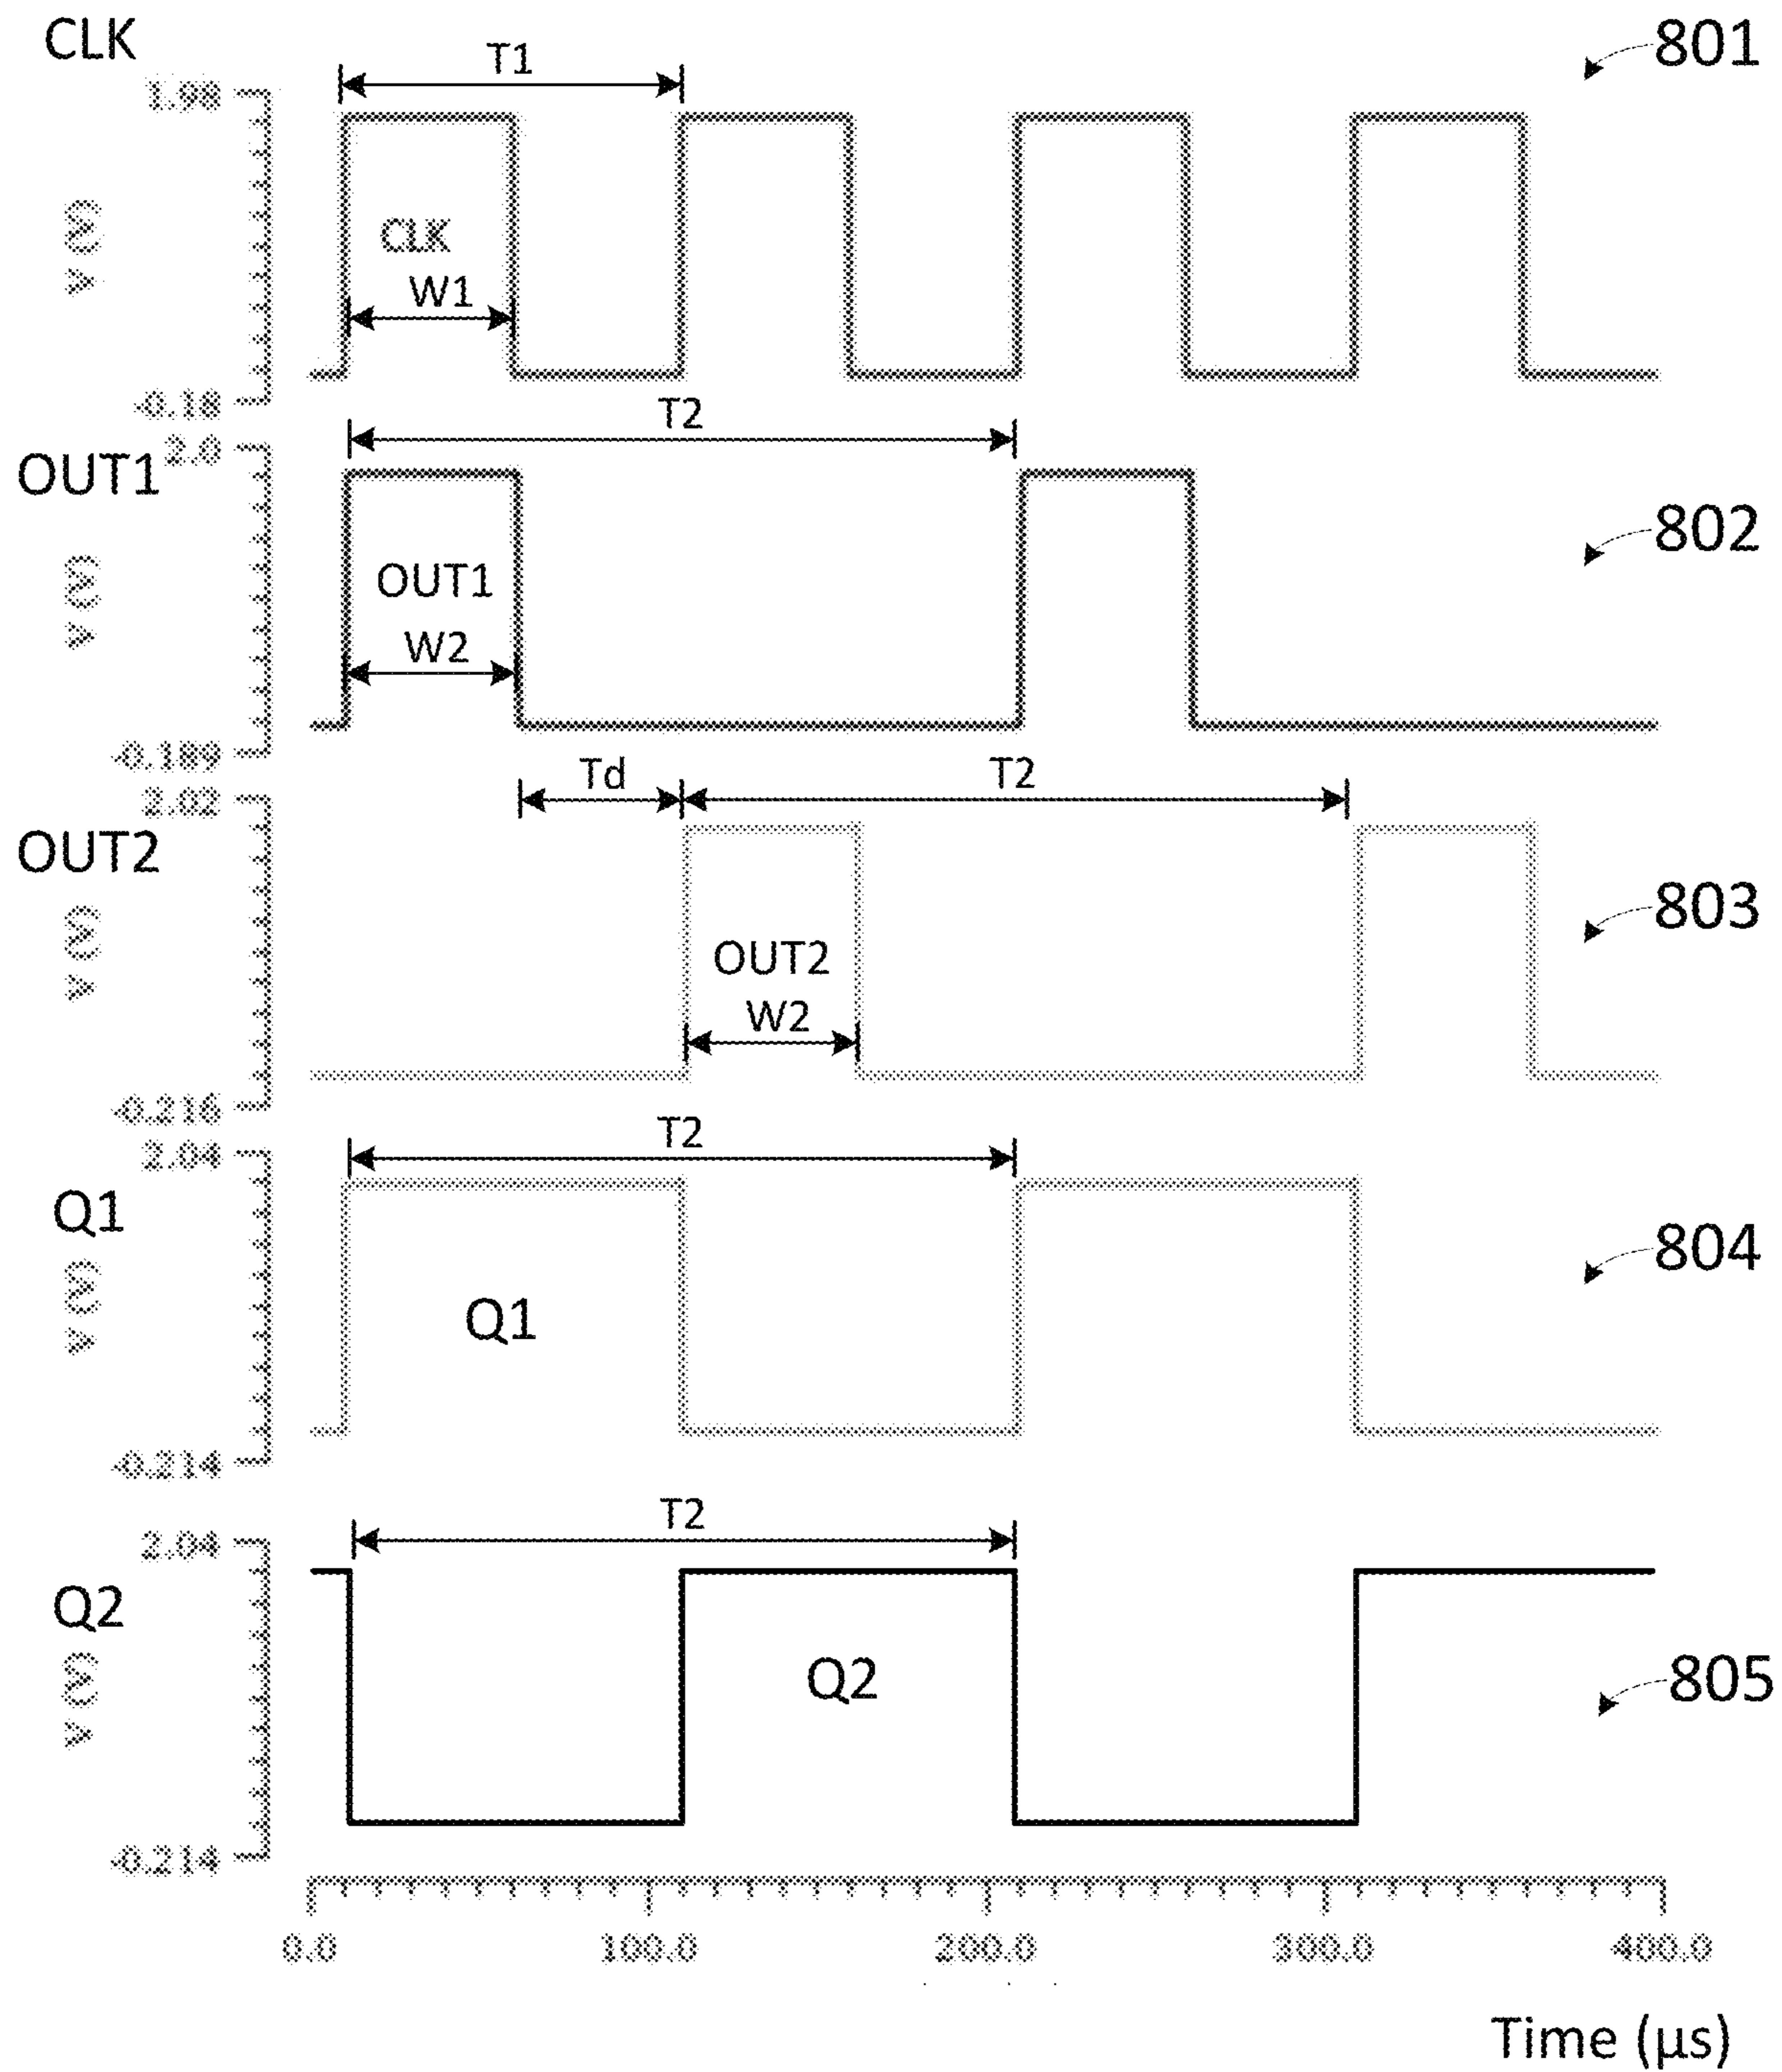 CLK
T1
801
1.98
V (V)
CLK
W1
-0.18
T2
2.0
OUT1
802
V (V)
OUT1
W2
-0.189
Td
T2
2.02
OUT2
803
V (V)
OUT2
W2
-0.216
T2
2.04
Q1
804
V (V)
Q1
-0.214
T2
2.04
Q2
805
V (V)
Q2
-0.214
0.0 100.0 200.0 300.0 400.0
Time (µs)